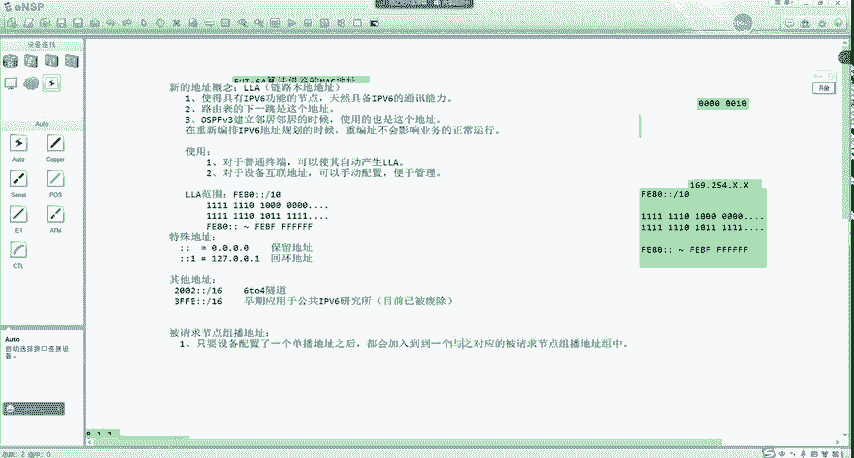 eNSP
设备连线
EUI-64算法得公的MAC地址
新的地址概念：LLA（链路本地地址）
1、使得具有IPV6功能的节点，天然具备IPV6的通讯能力。
2、路由表的下一跳是这个地址。
3、OSPFv3建立邻居邻居的时候，使用的也是这个地址。
在重新编排IPV6地址规划的时候，重编址不会影响业务的正常运行。
使用：
1、对于普通终端，可以使其自动产生LLA。
2、对于设备互联地址，可以手动配置，便于管理。
LLA范围：FE80::/10
1111 1110 1000 0000....
1111 1110 1011 1111....
FE80:: ~ FEBF FFFFFF
特殊地址：
:: = 0.0.0.0 保留地址
::1 = 127.0.0.1 回环地址
其他地址：
2002::/16 6to4隧道
3FFE::/16 早期应用于公共IPV6研究所（目前已被废除）
被请求节点组播地址：
1、只要设备配置了一个单播地址之后，都会加入到到一个与之对应的被请求节点组播地址组中。
0000 0010
169.254.X.X
FE80::/10
1111 1110 1000 0000....
1111 1110 1011 1111....
FE80:: ~ FEBF FFFFFF
Auto
Auto
Copper
Serial
POS
E1
ATM
CTL
Auto
自动选择接口连接设备。
总数: 2 选中: 0